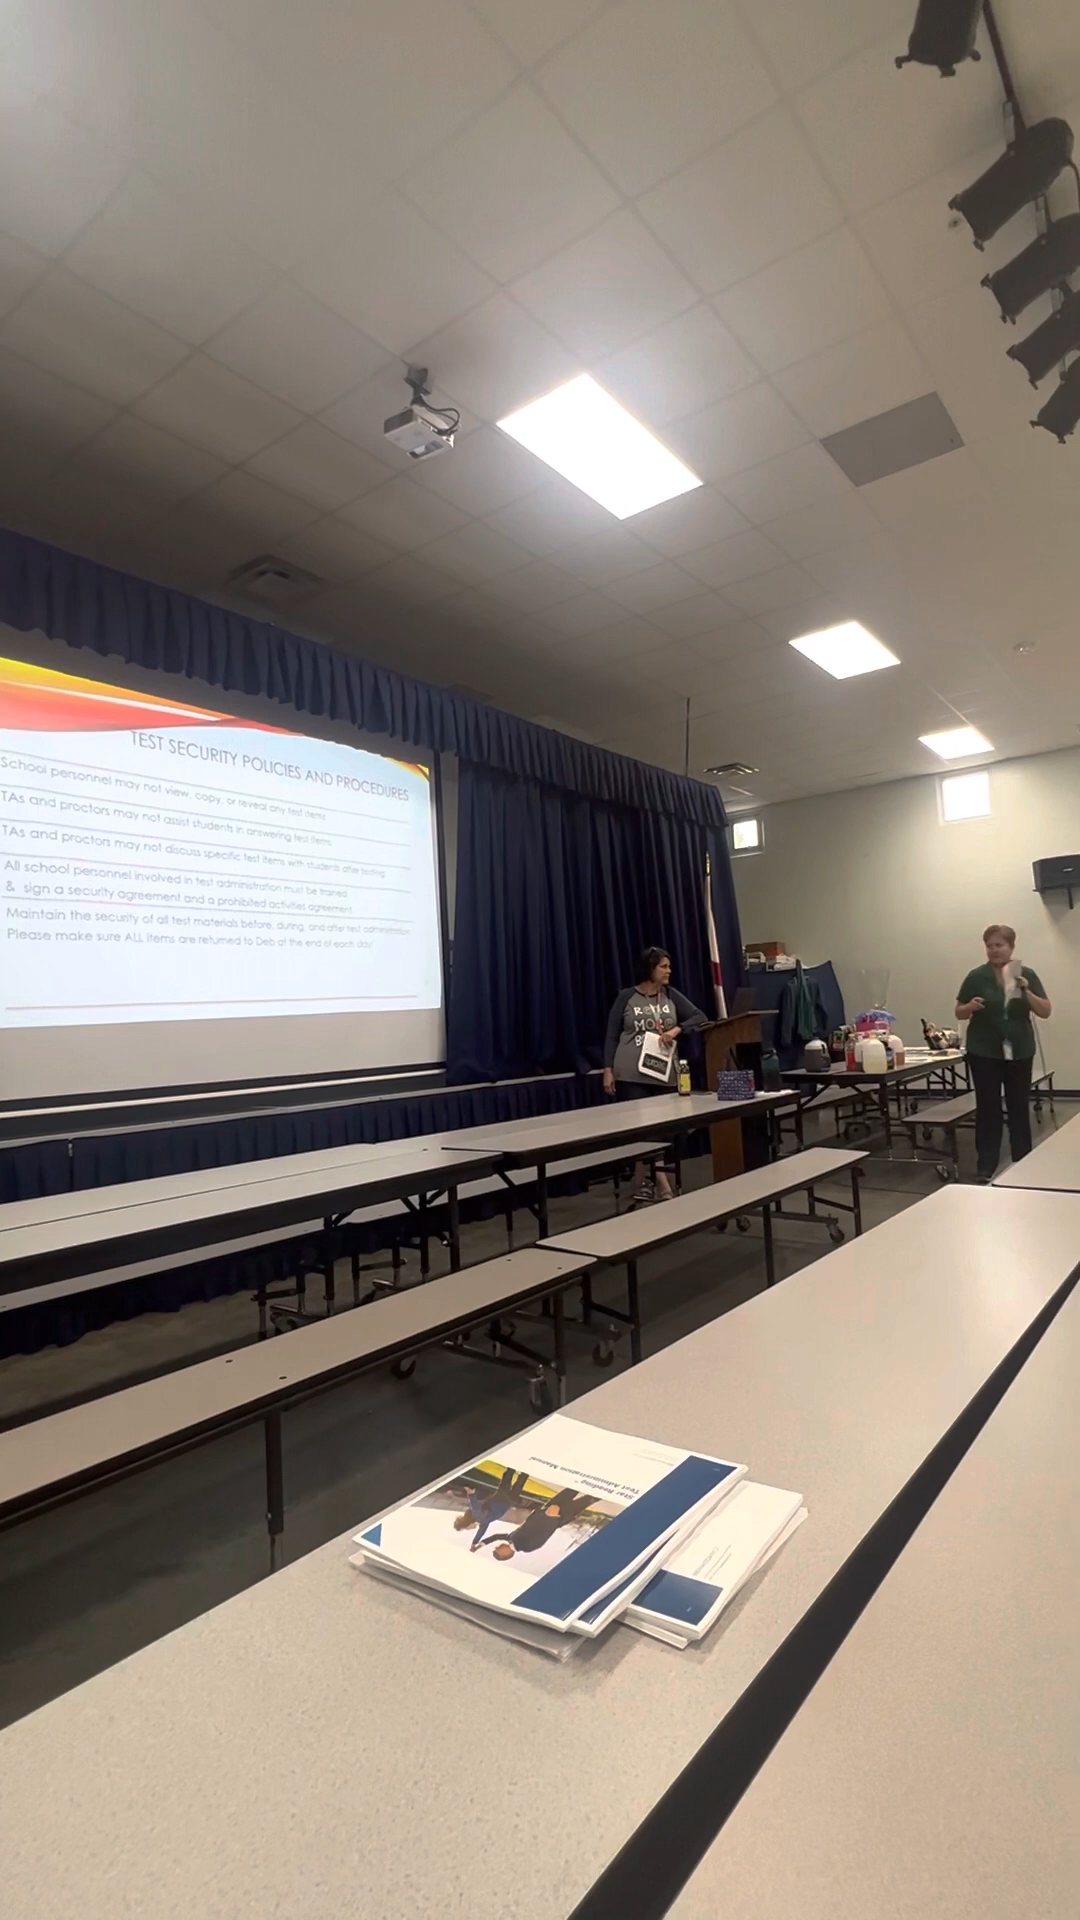 TEST SECURITY POLICIES AND PROCEDURES
School personnel may not view, copy, or reveal any test items
TAs and proctors may not assist students in answering test items
TAs and proctors may not discuss specific test items with students after testing
All school personnel involved in test administration must be trained
& sign a security agreement and a prohibited activities agreement
Maintain the security of all test materials before, during, and after test administration
Please make sure ALL items are returned to Deb at the end of each day!
Star Reading™
Test Administration Manual